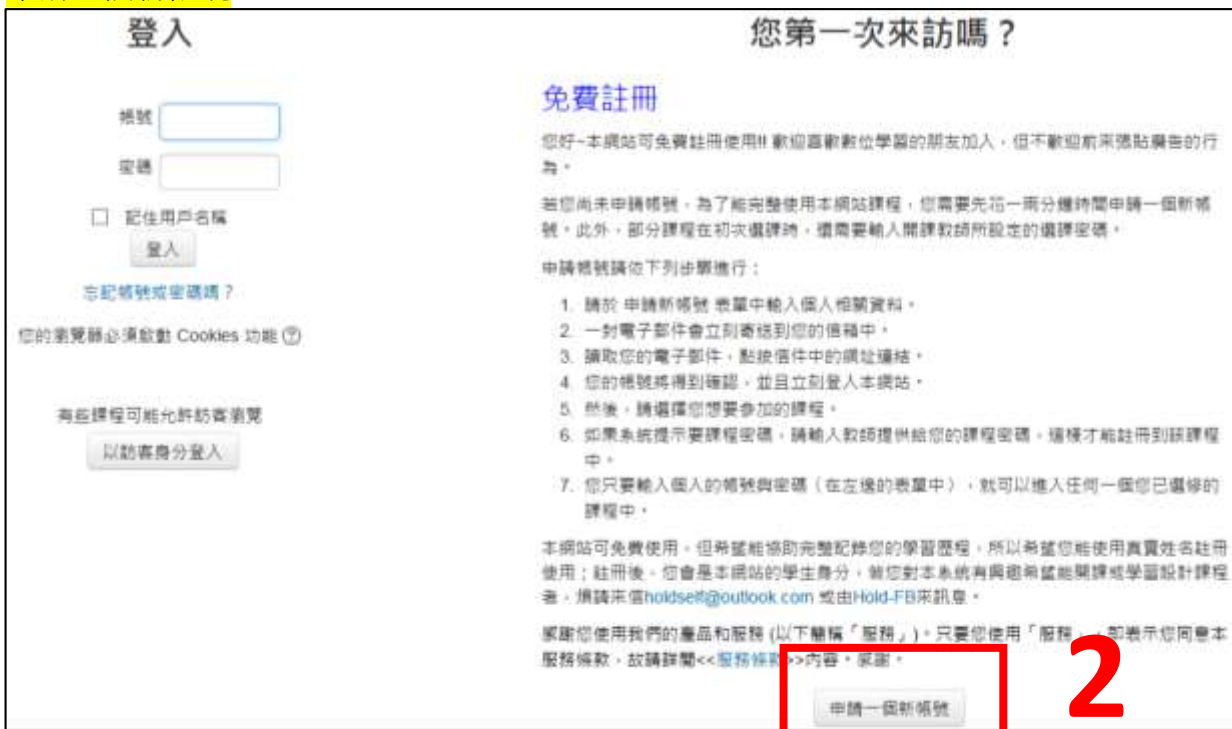 登入
帳號
密碼
記住用戶名稱
登入
忘記帳號或密碼嗎？
您的瀏覽器必須啟動 Cookies 功能
有些課程可能允許訪客瀏覽
以訪客身分登入
您第一次來訪嗎？
免費註冊
您好~本網站可免費註冊使用!! 歡迎喜歡數位學習的朋友加入，但不歡迎前來張貼廣告的行
為。
若您尚未申請帳號，為了能完整使用本網站課程，您需要先花一兩分鐘時間申請一個新帳
號。此外，部分課程在初次選課時，還需要輸入開課教師所設定的選課密碼。
申請帳號請依下列步驟進行：
1. 請於 申請新帳號 表單中輸入個人相關資料。
2. 一封電子郵件會立刻寄送到您的信箱中。
3. 讀取您的電子郵件，點按信件中的網址連結。
4. 您的帳號將得到確認，並且立刻登入本網站。
5. 然後，請選擇您想要參加的課程。
6. 如果系統提示要課程密碼，請輸入教師提供給您的課程密碼，這樣才能註冊到該課程
中。
7. 您只要輸入個人的帳號與密碼（在左邊的表單中），就可以進入任何一個您已選修的
課程中。
本網站可免費使用，但希望能協助完整記錄您的學習歷程，所以希望您能使用真實姓名註冊
使用；註冊後，您會是本網站的學生身分，倘您對本系統有興趣希望能開課或學習設計課程
者，煩請來信holdself@outlook.com 或由Hold-FB來訊息。
感謝您使用我們的產品和服務 (以下簡稱「服務」)。只要您使用「服務」，即表示您同意本
服務條款，故請詳閱<<服務條款>>內容。感謝。
申請一個新帳號
2